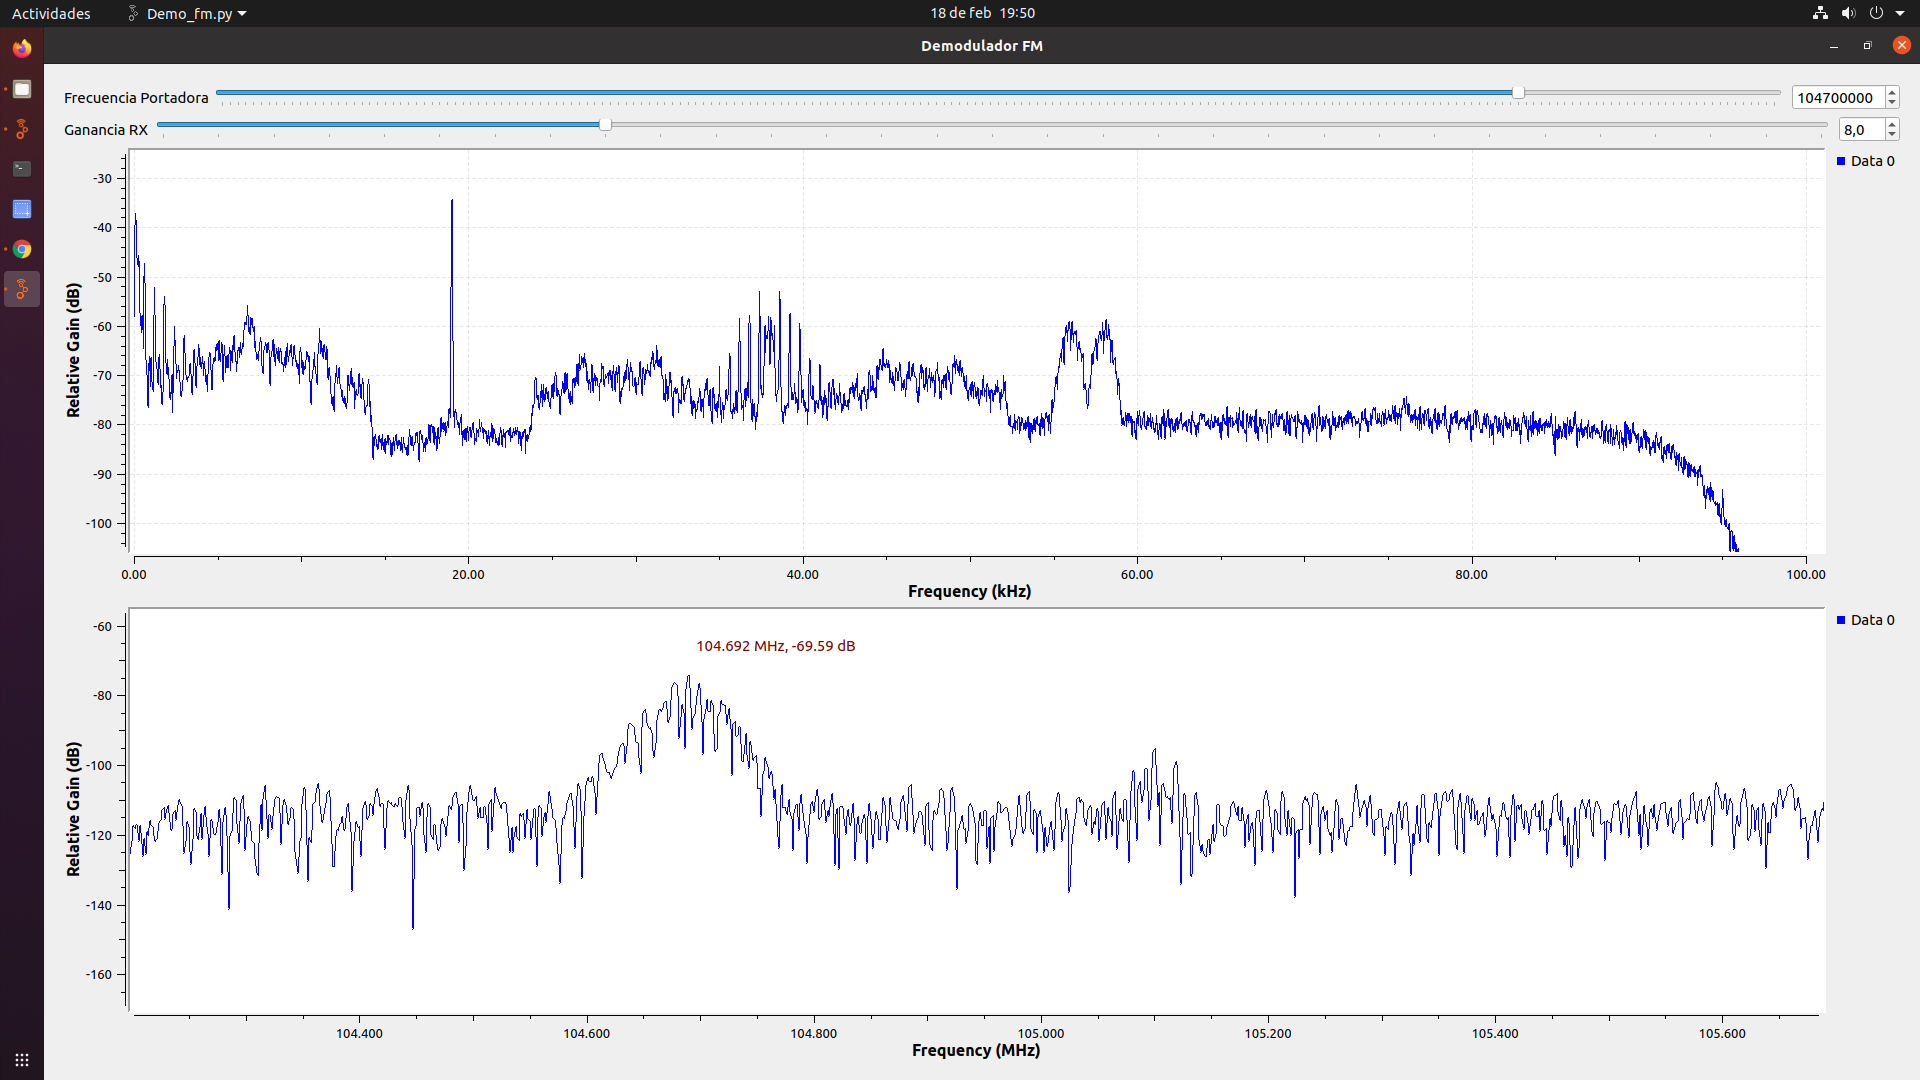 Actividades
Demo_fm.py
18 de feb 19:50
Demodulador FM
Frecuencia Portadora
104700000
Ganancia RX
8,0
Data 0
Relative Gain (dB)
-30
-40
-50
-60
-70
-80
-90
-100
0.00
20.00
40.00
60.00
80.00
100.00
Frequency (kHz)
Data 0
104.692 MHz, -69.59 dB
Relative Gain (dB)
-60
-80
-100
-120
-140
-160
104.400
104.600
104.800
105.000
105.200
105.400
105.600
Frequency (MHz)